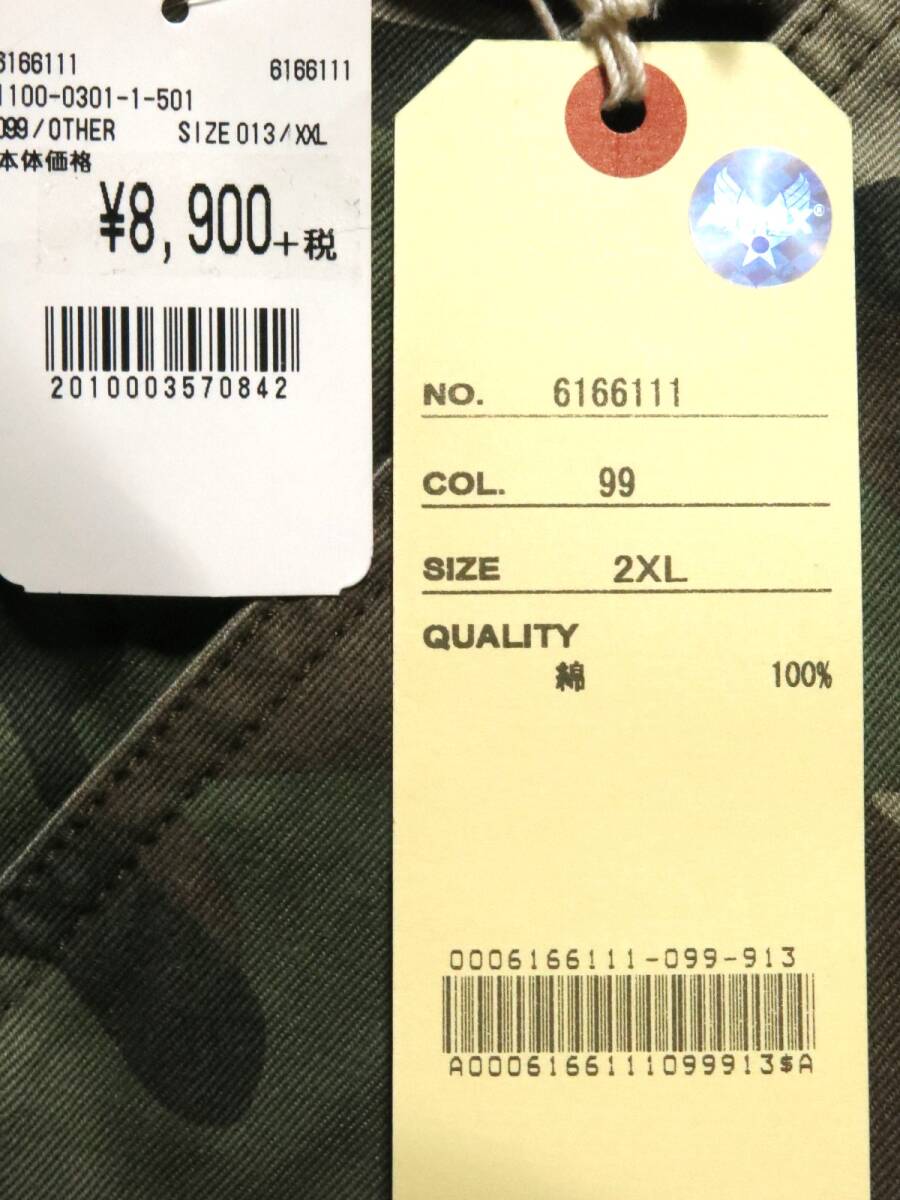 6166111 6166111
1100-0301-1-501
099/OTHER SIZE 013/XXL
本体価格
¥8,900+税
2010003570842
AVIREX®
NO. 6166111
COL. 99
SIZE 2XL
QUALITY
綿 100%
0006166111-099-913
A0006166111099913$A